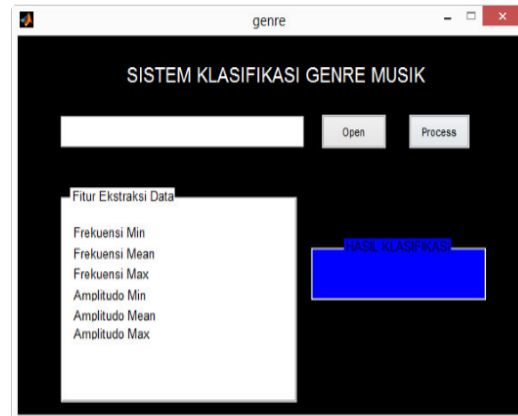 genre
SISTEM KLASIFIKASI GENRE MUSIK
Open
Process
Fitur Ekstraksi Data
Frekuensi Min
Frekuensi Mean
Frekuensi Max
Amplitudo Min
Amplitudo Mean
Amplitudo Max
HASIL KLASIFIKASI